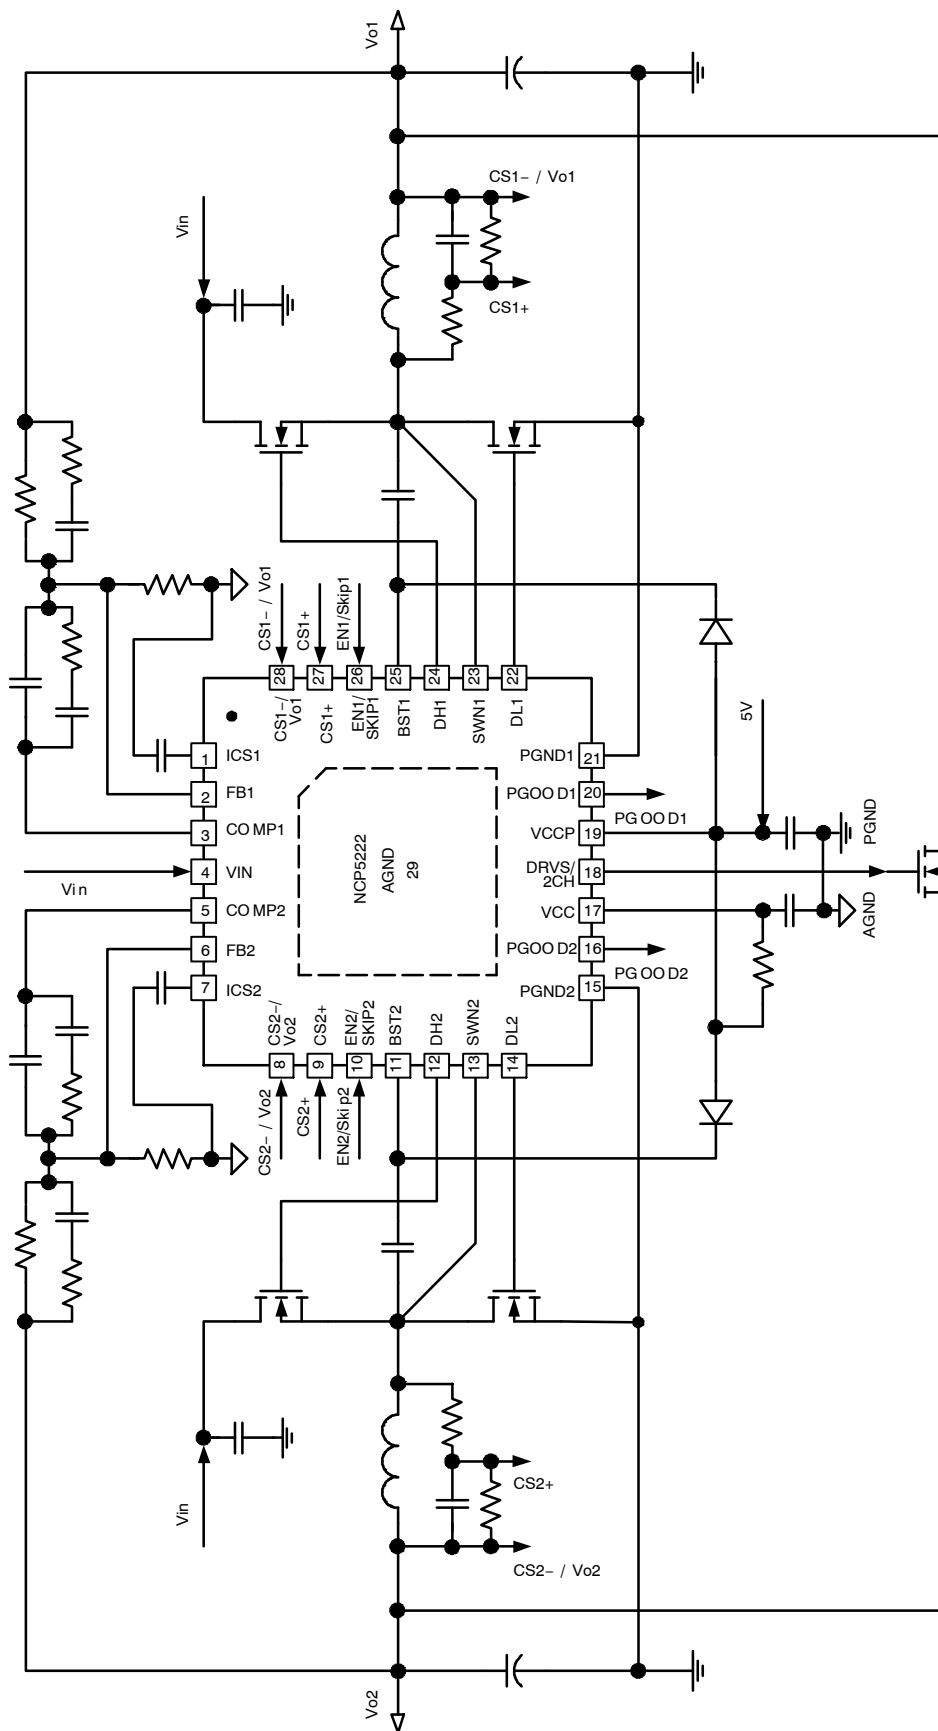 Vo1
CS1− / Vo1
Vin
CS1+
CS1− / Vo1
CS1+
EN1/Skip1
28
27
26
25
24
23
22
CS1−/
Vo1
CS1+
EN1/
SKIP1
BST1
DH1
SWN1
DL1
1
ICS1
2
FB1
3
COMP1
4
VIN
Vin
5
COMP2
6
FB2
7
ICS2
NCP5222
AGND
29
PGND1
21
PGOOD1
20
PGOOD1
VCCP
19
DRVS/
2CH
18
VCC
17
PGOOD2
16
PGOOD2
PGND2
15
5V
PGND
AGND
CS2−/
Vo2
CS2+
EN2/
SKIP2
BST2
DH2
SWN2
DL2
8
9
10
11
12
13
14
CS2− / Vo2
CS2+
EN2/Skip2
Vin
CS2+
CS2− / Vo2
Vo2